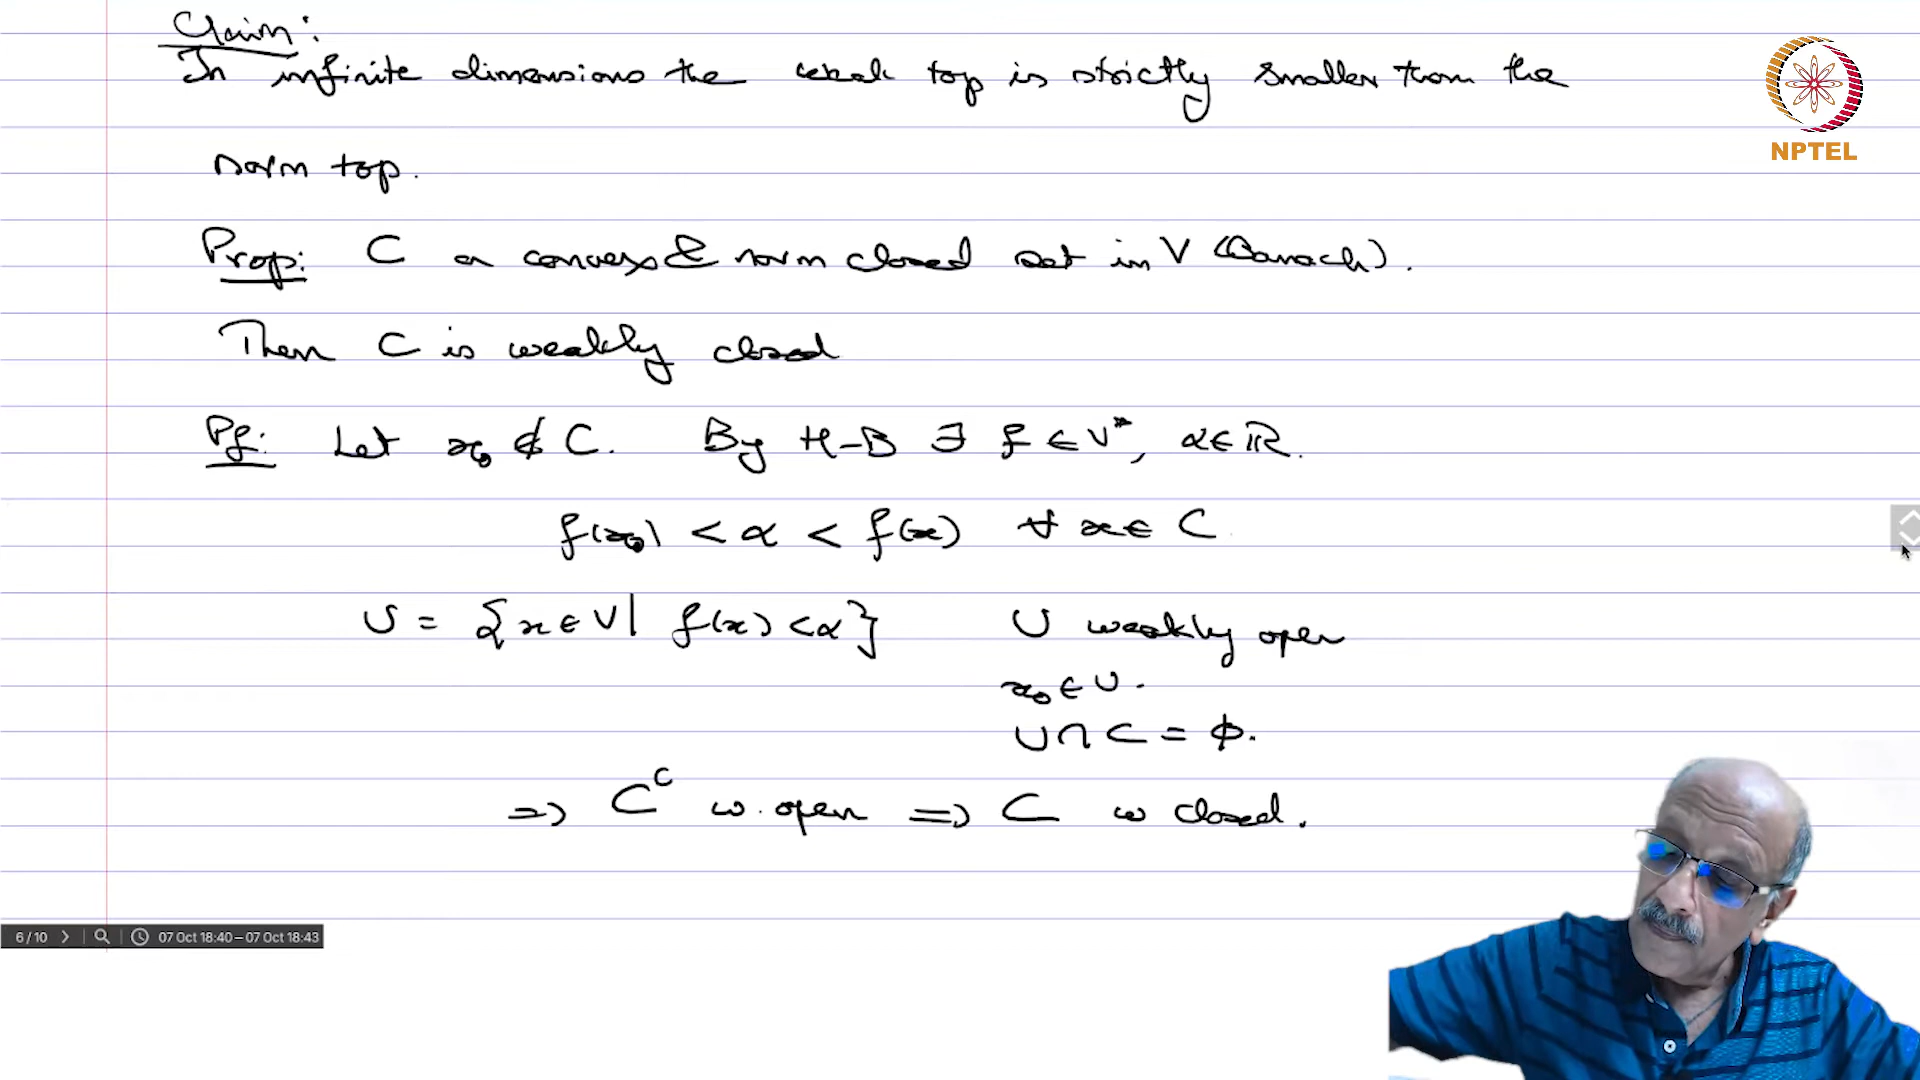 Claim:
In infinite dimensions the weak top is strictly smaller than the
norm top.
NPTEL
Prop: C a convex & norm closed set in V (Banach).
Then C is weakly closed
Pf: Let x₀ ∉ C. By H-B ∃ f ∈ V*, α ∈ ℝ.
f(x₀) < α < f(x) ∀ x ∈ C
U = {x ∈ V | f(x) < α} U weakly open
x₀ ∈ U.
U ∩ C = φ.
⇒ Cᶜ w. open ⇒ C w closed.
6 / 10 07 Oct 18:40 – 07 Oct 18:43